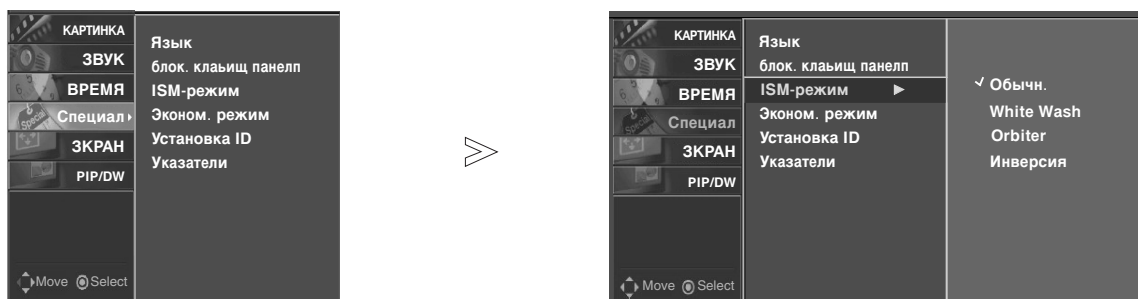 КАРТИНКА
ЗВУК
ВРЕМЯ
Специал
ЗКРАН
PIP/DW
Move Select
Язык
блок. клаьищ панелп
ISM-режим
Эконом. режим
Установка ID
Указатели
КАРТИНКА
ЗВУК
ВРЕМЯ
Специал
ЗКРАН
PIP/DW
Move Select
Язык
блок. клаьищ панелп
ISM-режим
Эконом. режим
Установка ID
Указатели
Обычн.
White Wash
Orbiter
Инверсия